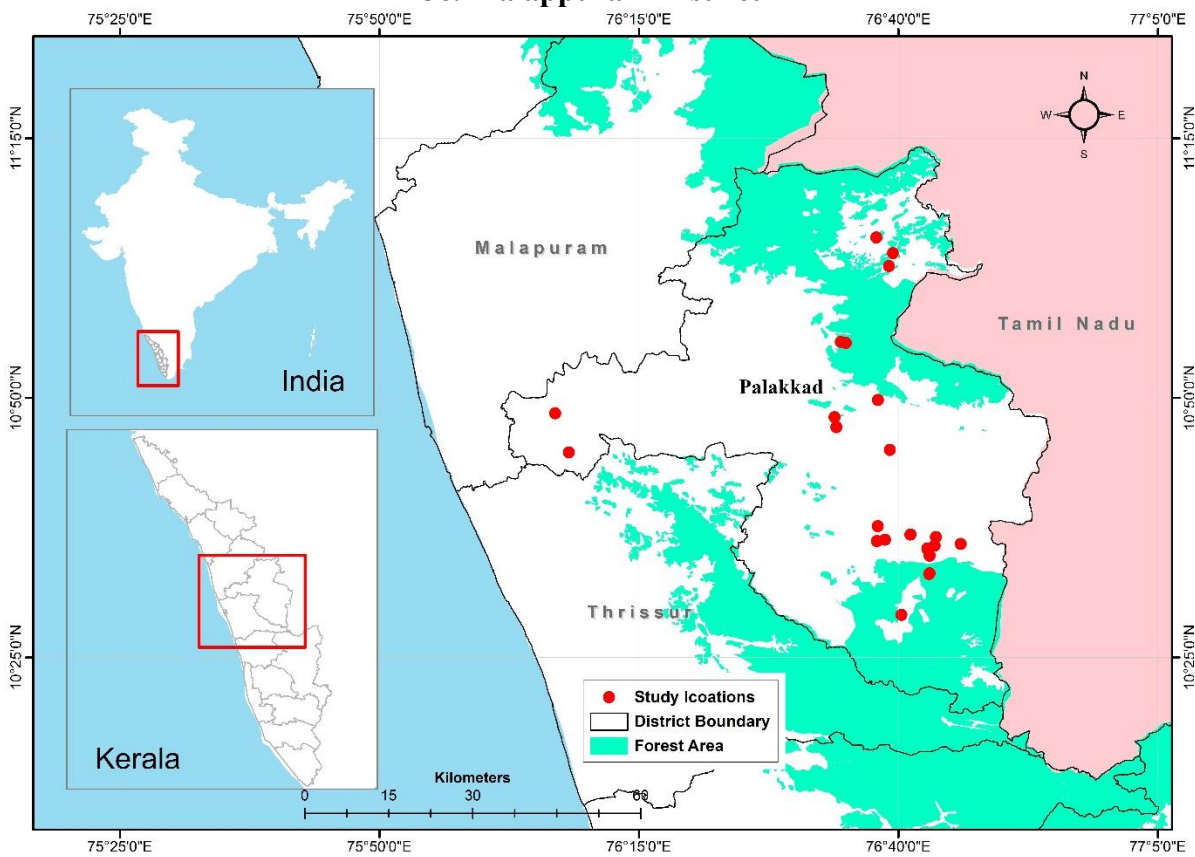 75°25'0"E 75°50'0"E 76°15'0"E 76°40'0"E 77°5'0"E
N
W E
S
11°15'0"N 11°15'0"N
Malapuram
Tamil Nadu
India
10°50'0"N 10°50'0"N
Palakkad
Thrissur
10°25'0"N 10°25'0"N
Study lcoations
District Boundary
Forest Area
Kerala
Kilometers
0 15 30 60
75°25'0"E 75°50'0"E 76°15'0"E 76°40'0"E 77°5'0"E